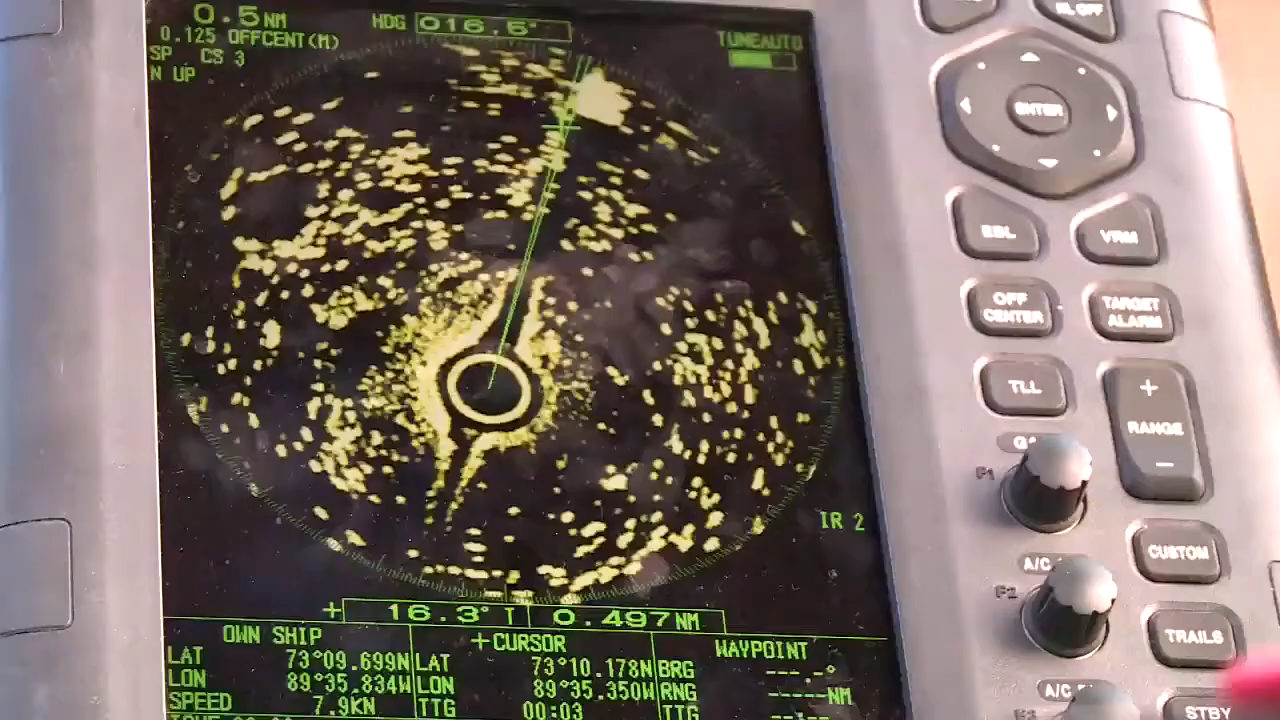 0.5NM
0.125 OFFCENT(M)
SP CS 3
N UP
HDG 016.5°
TUNEAUTO
IR 2
+ 16.3° T 0.497NM
OWN SHIP
LAT 73°09.699N
LON 89°35.834W
SPEED 7.9KN
+CURSOR
LAT 73°10.178N
LON 89°35.350W
TTG 00:03
WAYPOINT
BRG ---.-°
RNG -----NM
TTG --:--
HL OFF
ENTER
EBL
VRM
OFF CENTER
TARGET ALARM
TLL
+
RANGE
-
F1
CUSTOM
A/C
F2
TRAILS
A/C
STBY